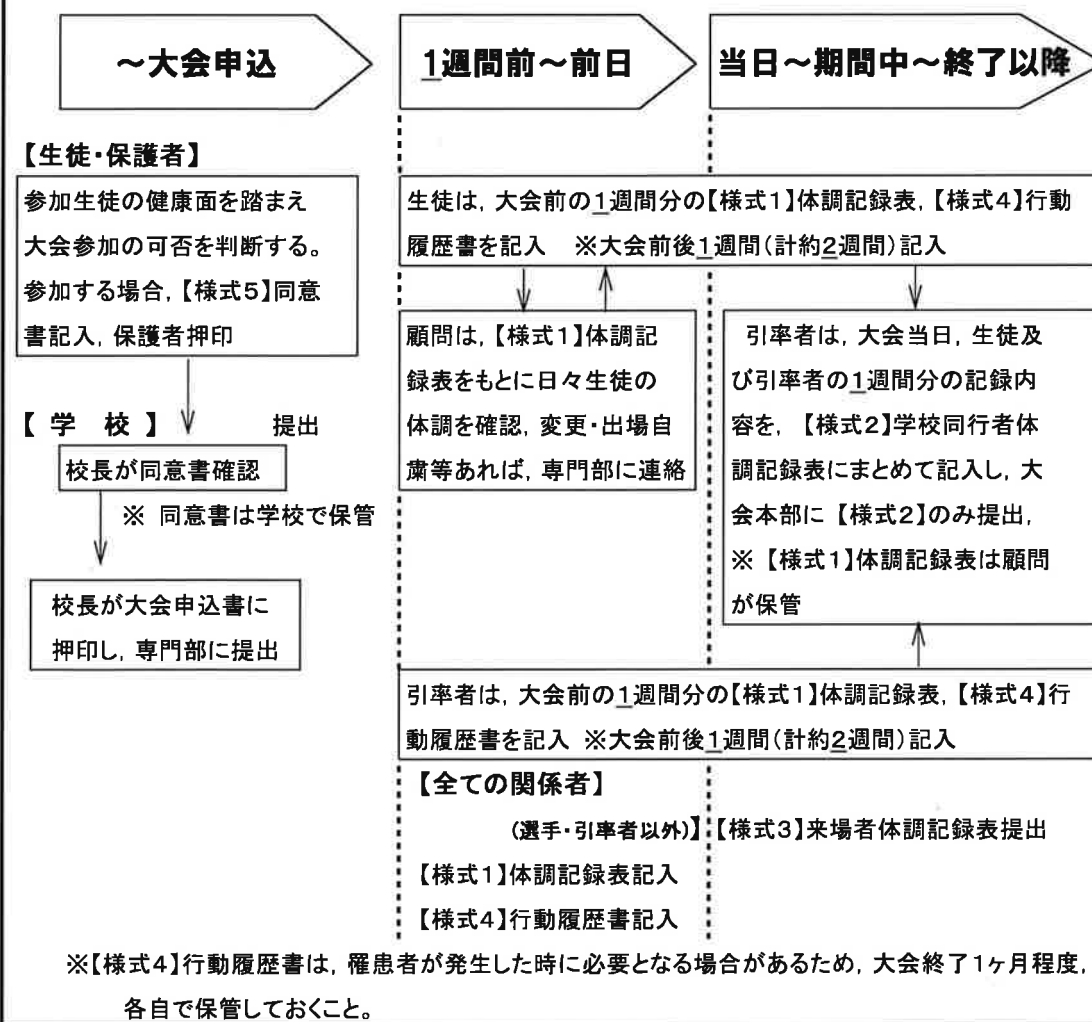 ～大会申込
1週間前～前日
当日～期間中～終了以降
【生徒・保護者】
参加生徒の健康面を踏まえ
大会参加の可否を判断する。
参加する場合，【様式5】同意
書記入，保護者押印
【 学　校 】
提出
校長が同意書確認
※ 同意書は学校で保管
校長が大会申込書に
押印し，専門部に提出
生徒は，大会前の1週間分の【様式1】体調記録表，【様式4】行動
履歴書を記入　※大会前後1週間（計約2週間）記入
顧問は，【様式1】体調記
録表をもとに日々生徒の
体調を確認，変更・出場自
粛等あれば，専門部に連絡
引率者は，大会当日，生徒及
び引率者の1週間分の記録内
容を，【様式2】学校同行者体
調記録表にまとめて記入し，大
会本部に【様式2】のみ提出，
※【様式1】体調記録表は顧問
が保管
引率者は，大会前の1週間分の【様式1】体調記録表，【様式4】行
動履歴書を記入 ※大会前後1週間（計約2週間）記入
【全ての関係者】
（選手・引率者以外）】
【様式3】来場者体調記録表提出
【様式1】体調記録表記入
【様式4】行動履歴書記入
※【様式4】行動履歴書は，罹患者が発生した時に必要となる場合があるため，大会終了1ヶ月程度，
各自で保管しておくこと。